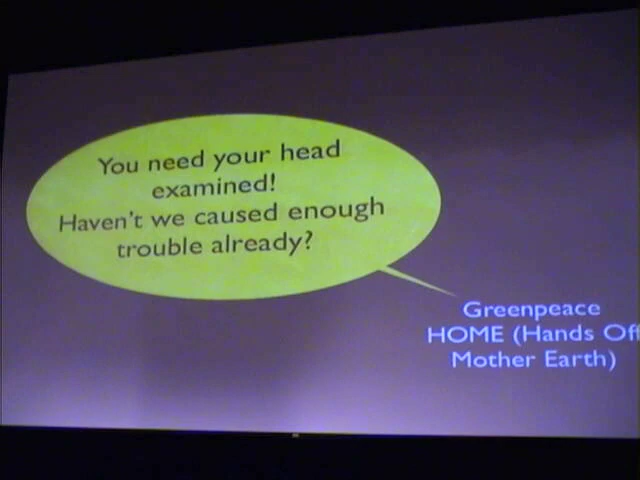 You need your head
examined!
Haven't we caused enough
trouble already?
Greenpeace
HOME (Hands Off
Mother Earth)